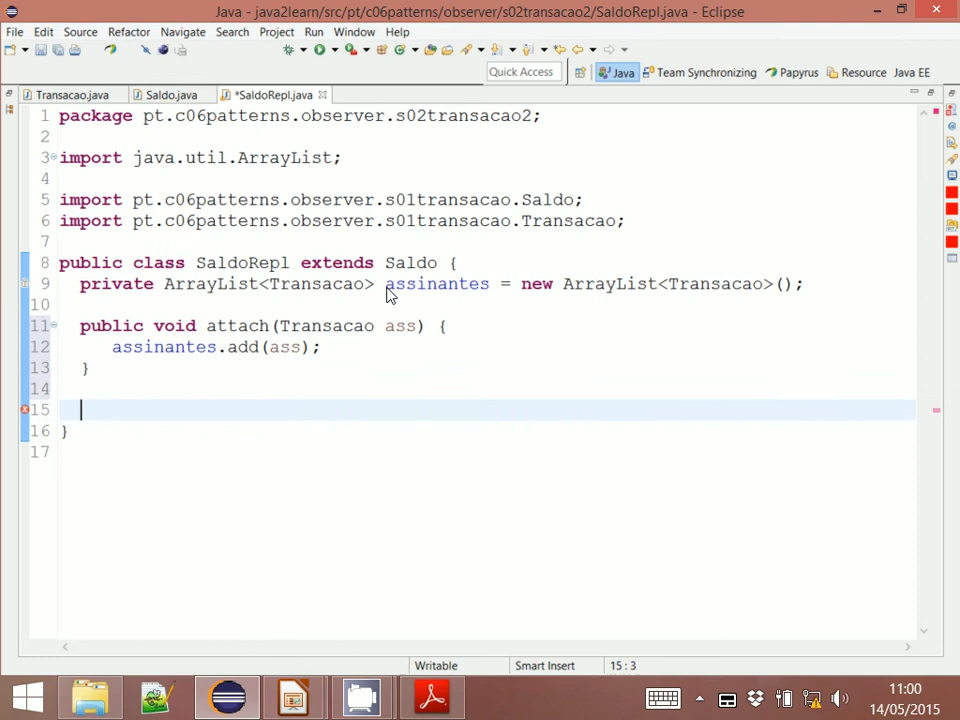 Java - java2learn/src/pt/c06patterns/observer/s02transacao2/SaldoRepl.java - Eclipse
File Edit Source Refactor Navigate Search Project Run Window Help
Quick Access Java Team Synchronizing Papyrus Resource Java EE
Transacao.java Saldo.java *SaldoRepl.java
1 package pt.c06patterns.observer.s02transacao2;
2
3 import java.util.ArrayList;
4
5 import pt.c06patterns.observer.s01transacao.Saldo;
6 import pt.c06patterns.observer.s01transacao.Transacao;
7
8 public class SaldoRepl extends Saldo {
9 private ArrayList<Transacao> assinantes = new ArrayList<Transacao>();
10
11 public void attach(Transacao ass) {
12 assinantes.add(ass);
13 }
14
15
16 }
17
Writable Smart Insert 15 : 3
11:00
14/05/2015